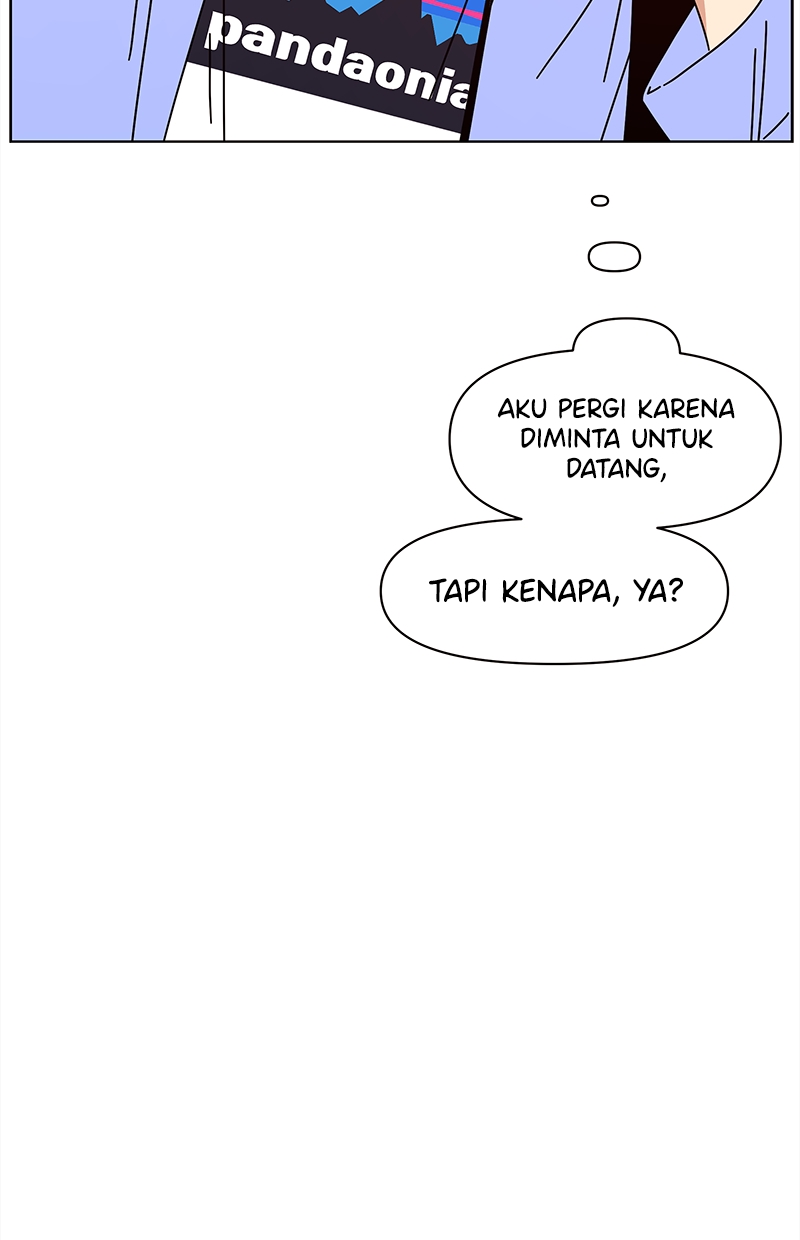 pandaonia
AKU PERGI KARENA
DIMINTA UNTUK
DATANG,
TAPI KENAPA, YA?